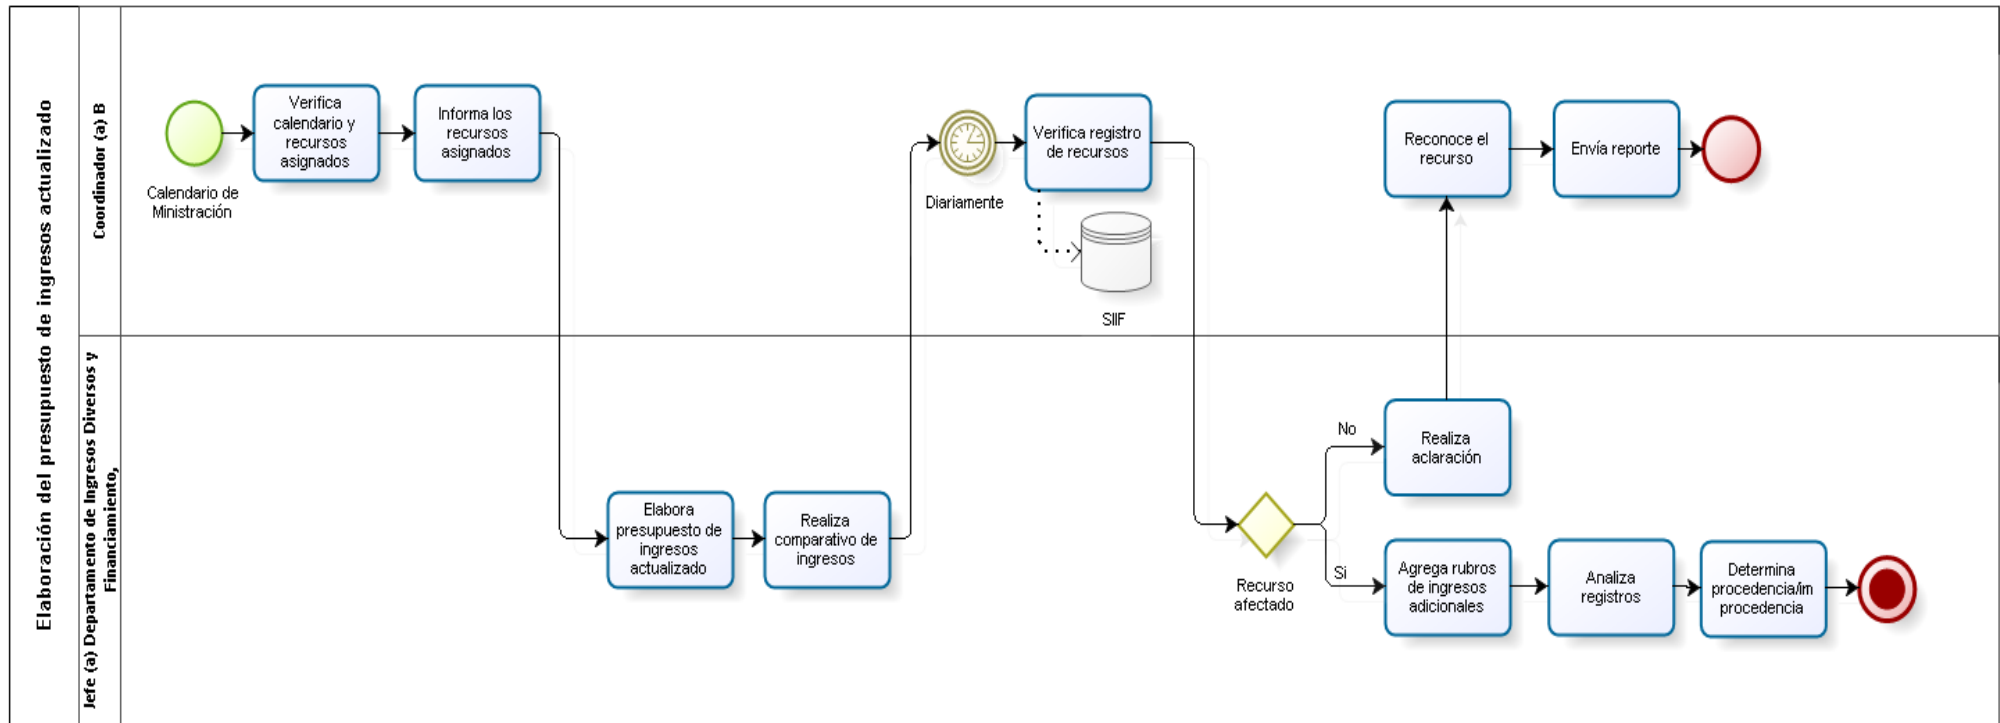 Elaboración del presupuesto de ingresos actualizado
Coordinador (a) B
Calendario de
Ministración
Verifica
calendario y
recursos
asignados
Informa los
recursos
asignados
Diariamente
Verifica registro
de recursos
SIIF
Reconoce el
recurso
Envía reporte
Jefe (a) Departamento de Ingresos Diversos y
Financiamiento,
Elabora
presupuesto de
ingresos
actualizado
Realiza
comparativo de
ingresos
Recurso
afectado
No
Realiza
aclaración
Si
Agrega rubros
de ingresos
adicionales
Analiza
registros
Determina
procedencia/im
procedencia